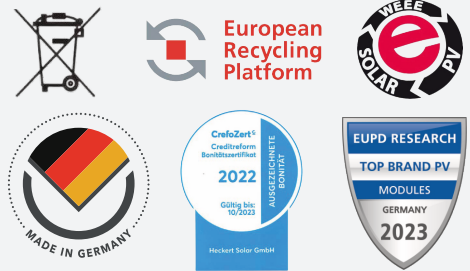 European
Recycling
Platform
WEEE
e
SOLAR
PV
MADE IN GERMANY
CrefoZert
Creditreform
Bonitätszertifikat
2022
Gültig bis:
10/2023
AUSGEZEICHNETE
BONITÄT
Heckert Solar GmbH
EUPD RESEARCH
TOP BRAND PV
MODULES
GERMANY
2023